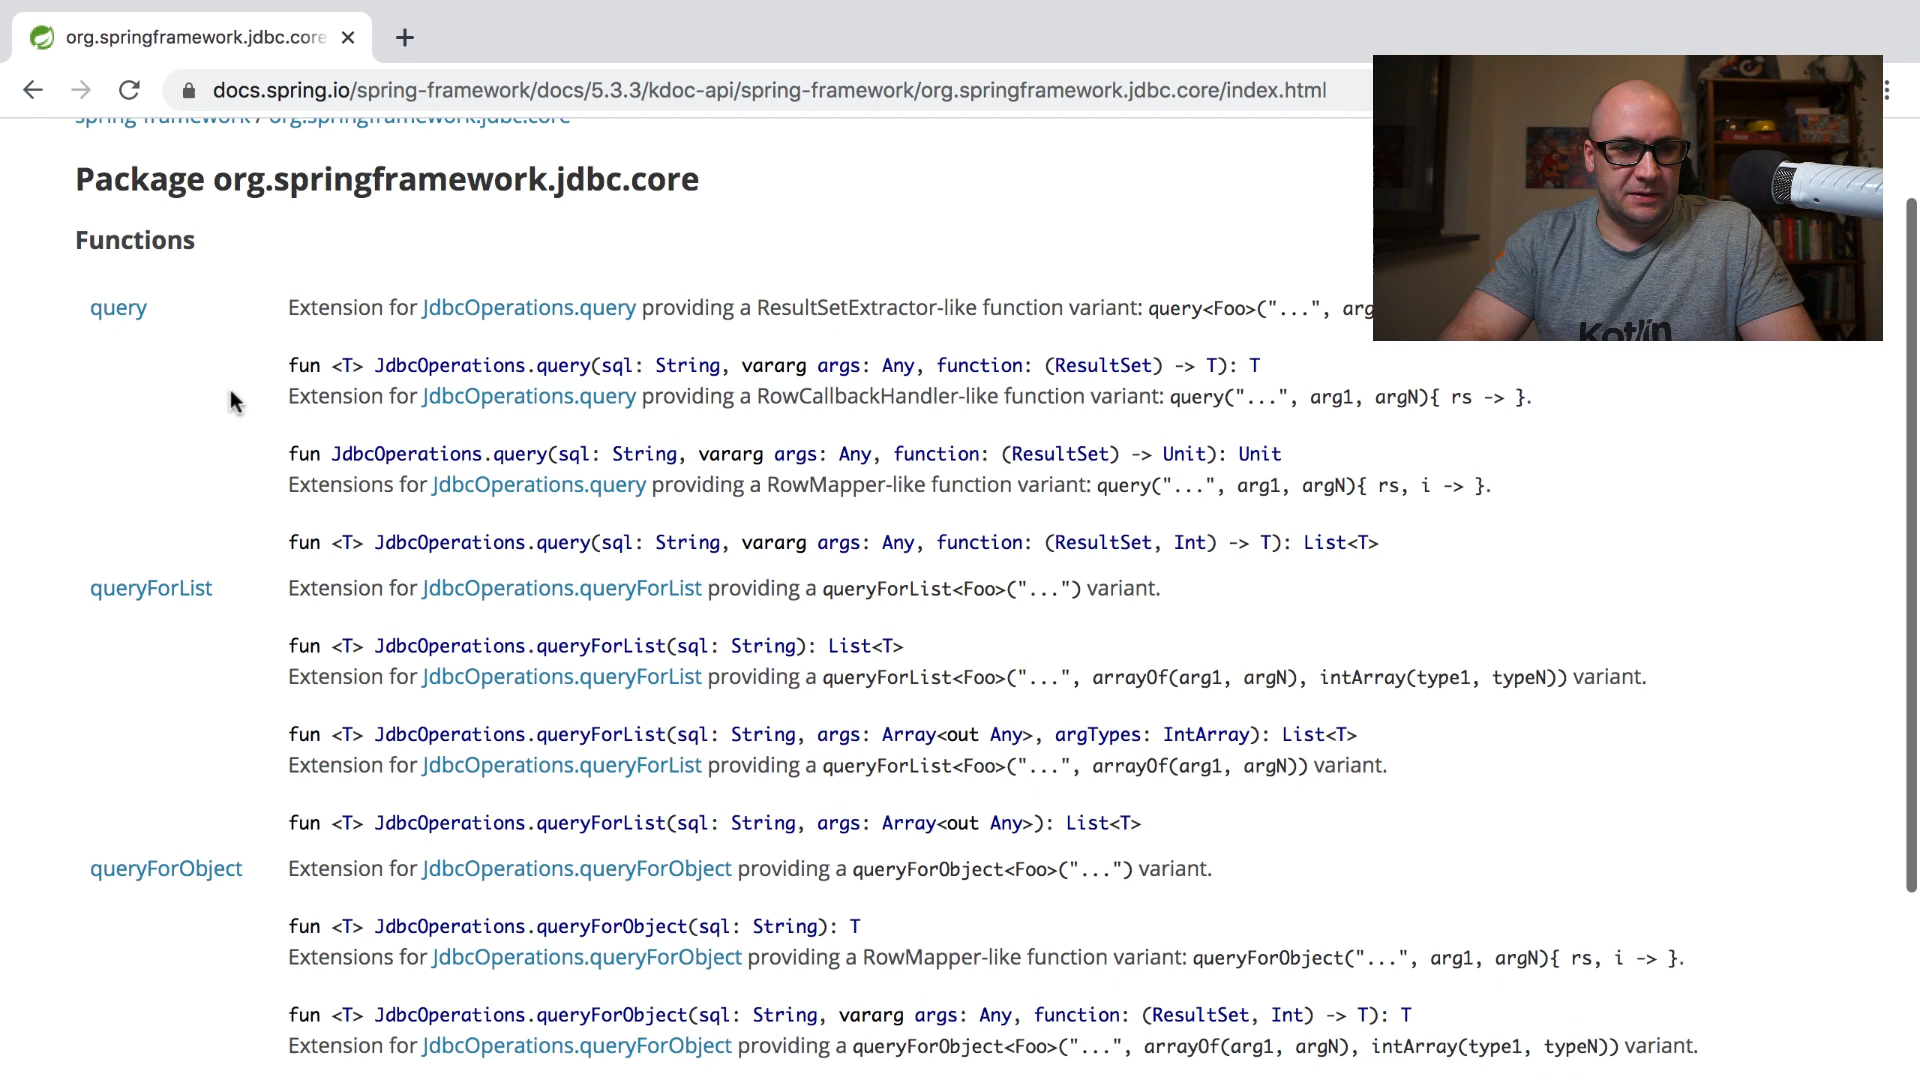 org.springframework.jdbc.core
docs.spring.io/spring-framework/docs/5.3.3/kdoc-api/spring-framework/org.springframework.jdbc.core/index.html
spring-framework / org.springframework.jdbc.core
Package org.springframework.jdbc.core
Functions
query Extension for JdbcOperations.query providing a ResultSetExtractor-like function variant: query<Foo>("...", arg
fun <T> JdbcOperations.query(sql: String, vararg args: Any, function: (ResultSet) -> T): T
Extension for JdbcOperations.query providing a RowCallbackHandler-like function variant: query("...", arg1, argN){ rs -> }.
fun JdbcOperations.query(sql: String, vararg args: Any, function: (ResultSet) -> Unit): Unit
Extensions for JdbcOperations.query providing a RowMapper-like function variant: query("...", arg1, argN){ rs, i -> }.
fun <T> JdbcOperations.query(sql: String, vararg args: Any, function: (ResultSet, Int) -> T): List<T>
queryForList Extension for JdbcOperations.queryForList providing a queryForList<Foo>("...") variant.
fun <T> JdbcOperations.queryForList(sql: String): List<T>
Extension for JdbcOperations.queryForList providing a queryForList<Foo>("...", arrayOf(arg1, argN), intArray(type1, typeN)) variant.
fun <T> JdbcOperations.queryForList(sql: String, args: Array<out Any>, argTypes: IntArray): List<T>
Extension for JdbcOperations.queryForList providing a queryForList<Foo>("...", arrayOf(arg1, argN)) variant.
fun <T> JdbcOperations.queryForList(sql: String, args: Array<out Any>): List<T>
queryForObject Extension for JdbcOperations.queryForObject providing a queryForObject<Foo>("...") variant.
fun <T> JdbcOperations.queryForObject(sql: String): T
Extensions for JdbcOperations.queryForObject providing a RowMapper-like function variant: queryForObject("...", arg1, argN){ rs, i -> }.
fun <T> JdbcOperations.queryForObject(sql: String, vararg args: Any, function: (ResultSet, Int) -> T): T
Extension for JdbcOperations.queryForObject providing a queryForObject<Foo>("...", arrayOf(arg1, argN), intArray(type1, typeN)) variant.
Kotlin